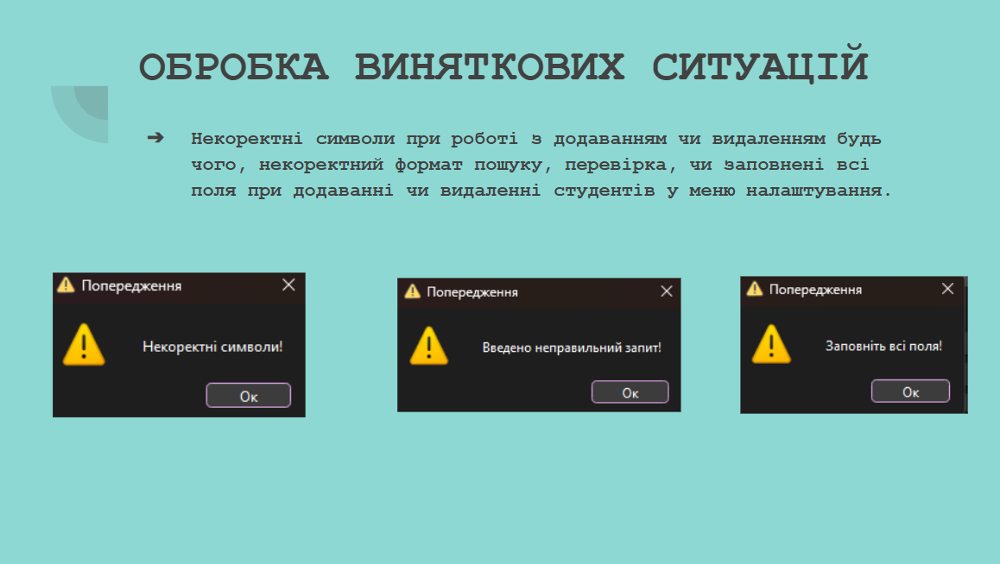 ОБРОБКА ВИНЯТКОВИХ СИТУАЦІЙ
➔ Некоректні символи при роботі з додаванням чи видаленням будь
чого, некоректний формат пошуку, перевірка, чи заповнені всі
поля при додаванні чи видаленні студентів у меню налаштування.
Попередження
Некоректні символи!
Ок
Попередження
Введено неправильний запит!
Ок
Попередження
Заповніть всі поля!
Ок